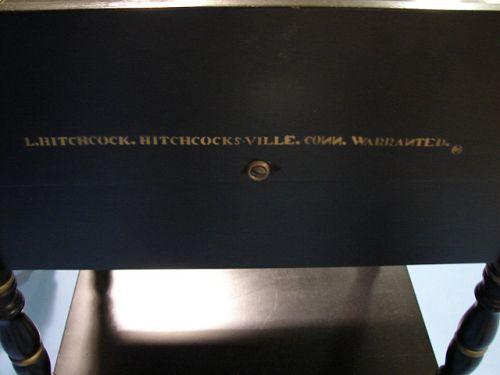 L.HITCHCOCK. HITCHCOCKS-VILLE. CONN. WARRANTED. ®